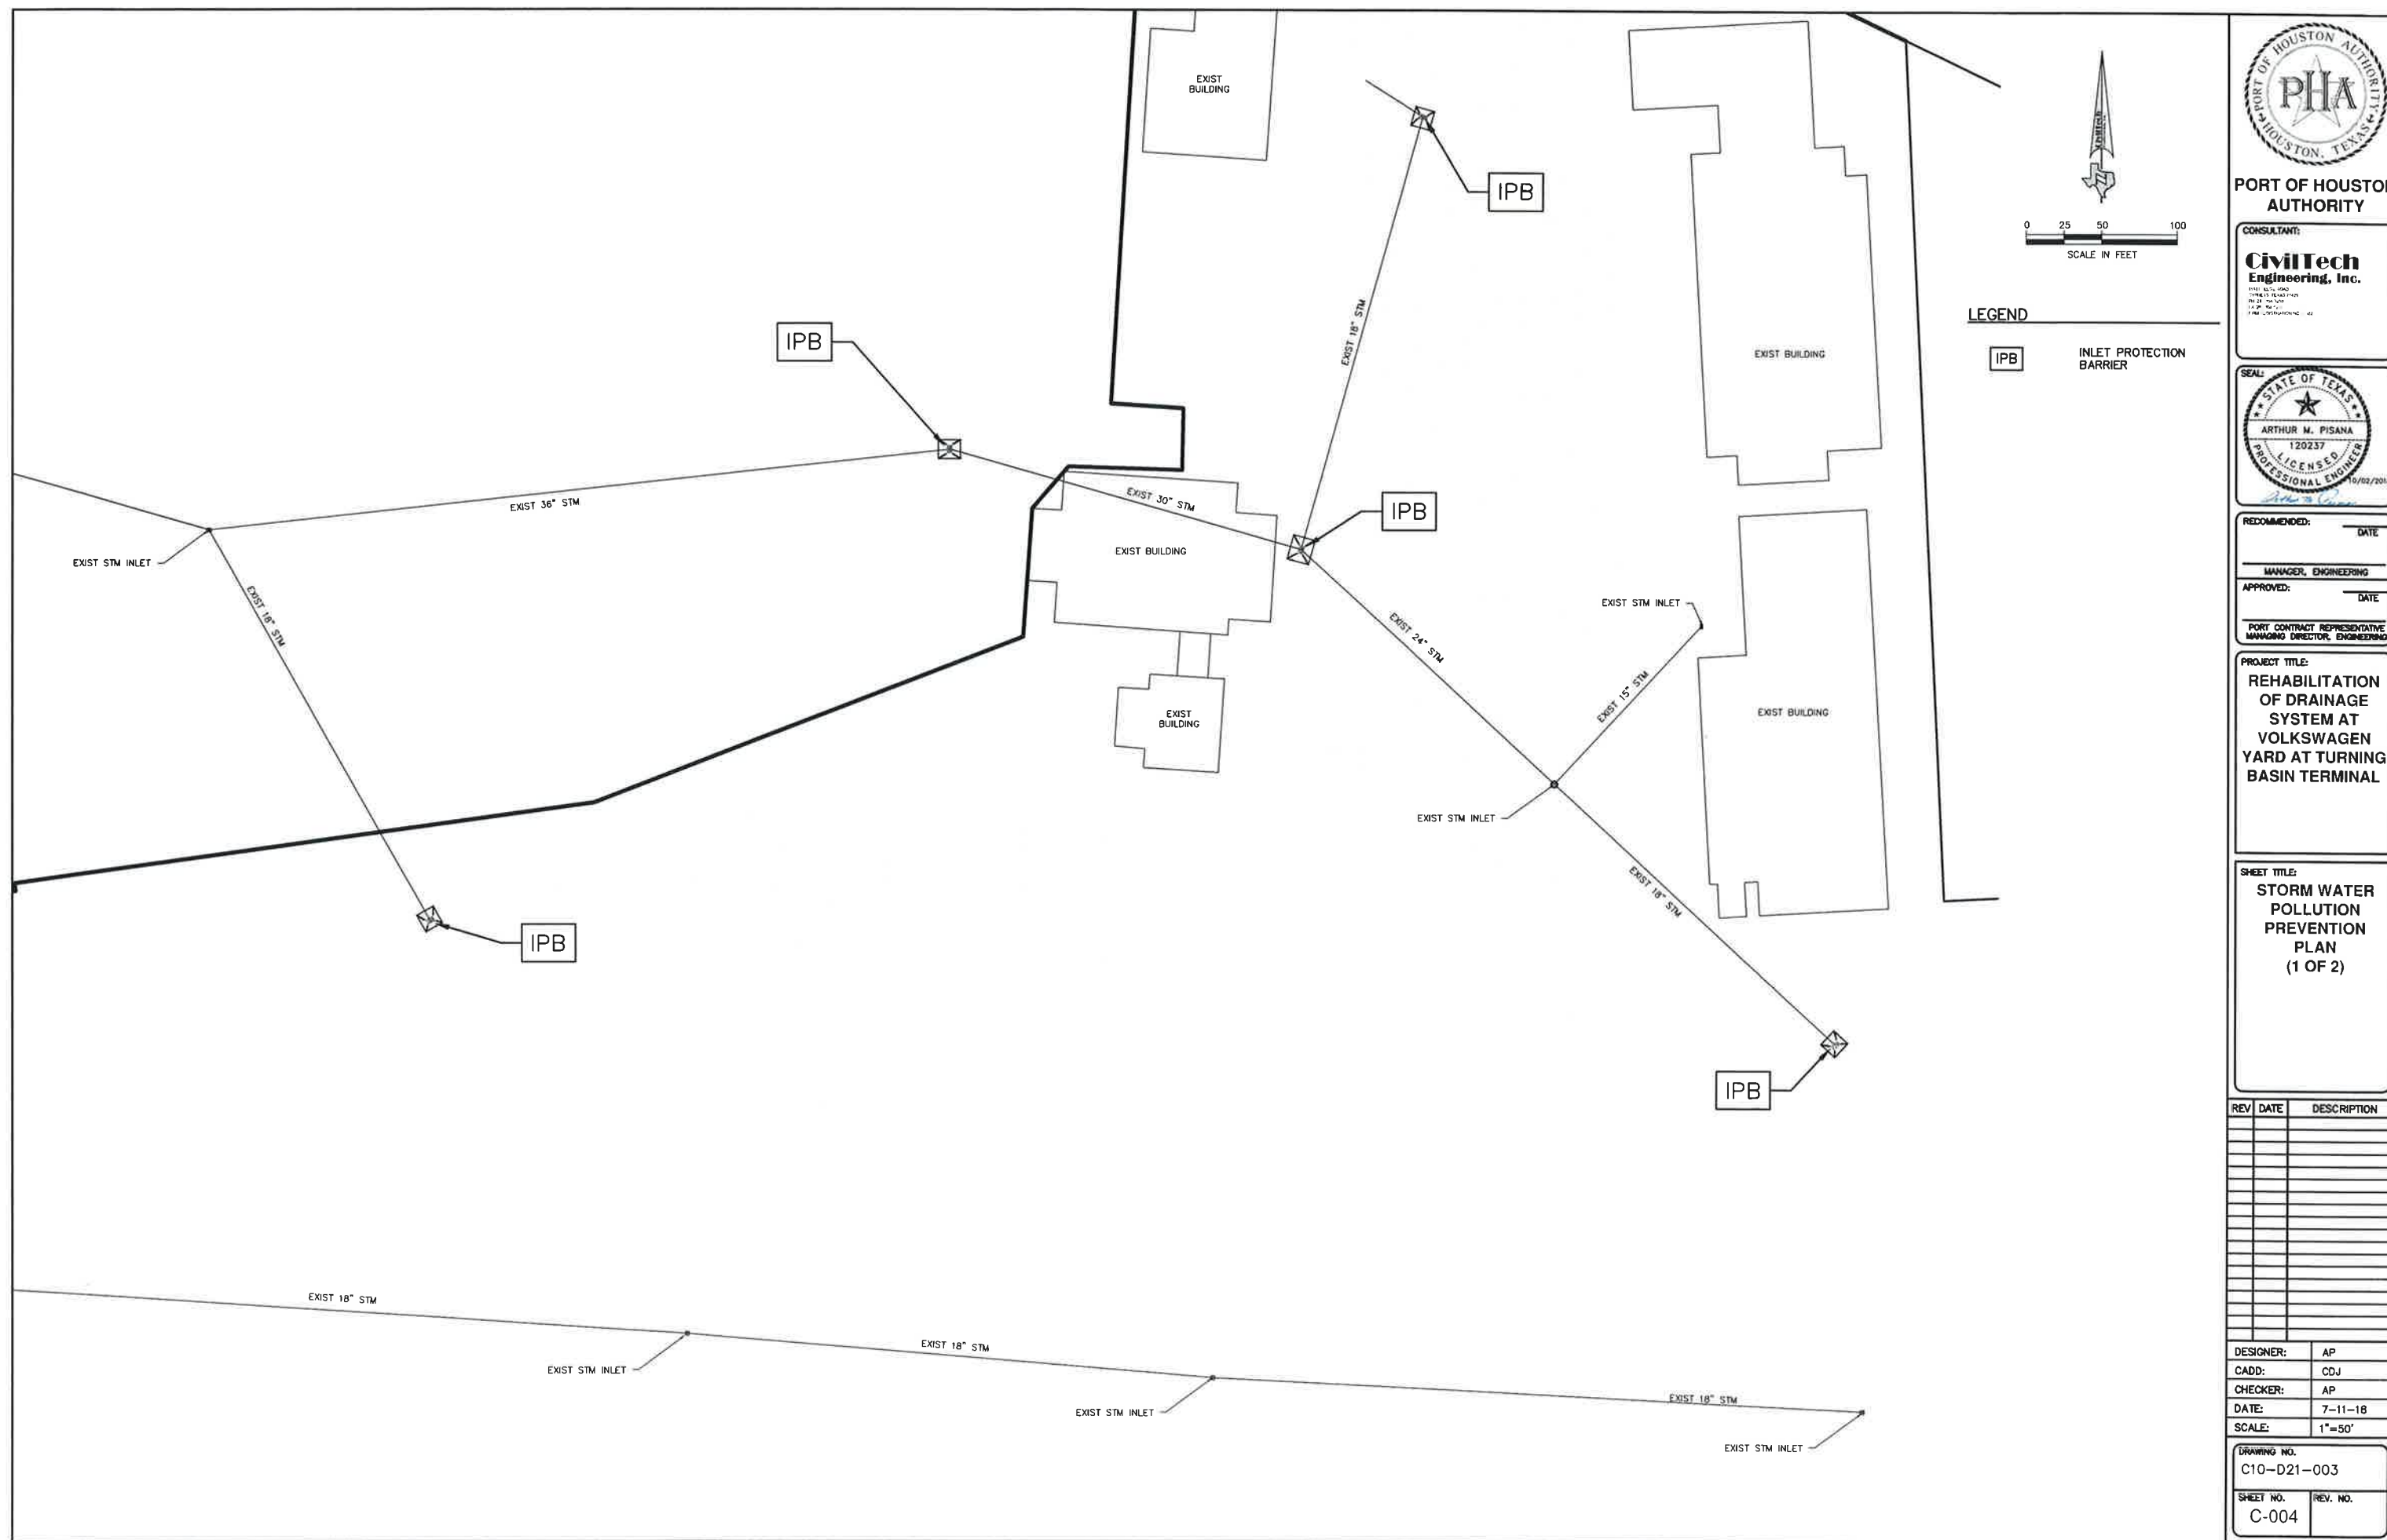 EXIST
BUILDING
IPB
EXIST 18" STM
IPB
EXIST BUILDING
EXIST 36" STM
EXIST 30" STM
IPB
EXIST STM INLET
EXIST BUILDING
EXIST 18" STM
EXIST STM INLET
EXIST 24" STM
EXIST 15" STM
EXIST
BUILDING
EXIST BUILDING
EXIST STM INLET
EXIST 18" STM
IPB
IPB
EXIST 18" STM
EXIST STM INLET
EXIST 18" STM
EXIST STM INLET
EXIST 18" STM
EXIST STM INLET
0 25 50 100
SCALE IN FEET
LEGEND
IPB
INLET PROTECTION
BARRIER
PORT OF HOUSTON AUTHORITY
PHA
HOUSTON, TEXAS
PORT OF HOUSTON
AUTHORITY
CONSULTANT:
CivilTech
Engineering, Inc.
SEAL:
STATE OF TEXAS
ARTHUR M. PISANA
120237
LICENSED
PROFESSIONAL ENGINEER
RECOMMENDED:
DATE
MANAGER, ENGINEERING
APPROVED:
DATE
PORT CONTRACT REPRESENTATIVE
MANAGING DIRECTOR, ENGINEERING
PROJECT TITLE:
REHABILITATION
OF DRAINAGE
SYSTEM AT
VOLKSWAGEN
YARD AT TURNING
BASIN TERMINAL
SHEET TITLE:
STORM WATER
POLLUTION
PREVENTION
PLAN
(1 OF 2)
REV DATE DESCRIPTION
DESIGNER: AP
CADD: CDJ
CHECKER: AP
DATE: 7-11-18
SCALE: 1"=50'
DRAWING NO.
C10-D21-003
SHEET NO. REV. NO.
C-004